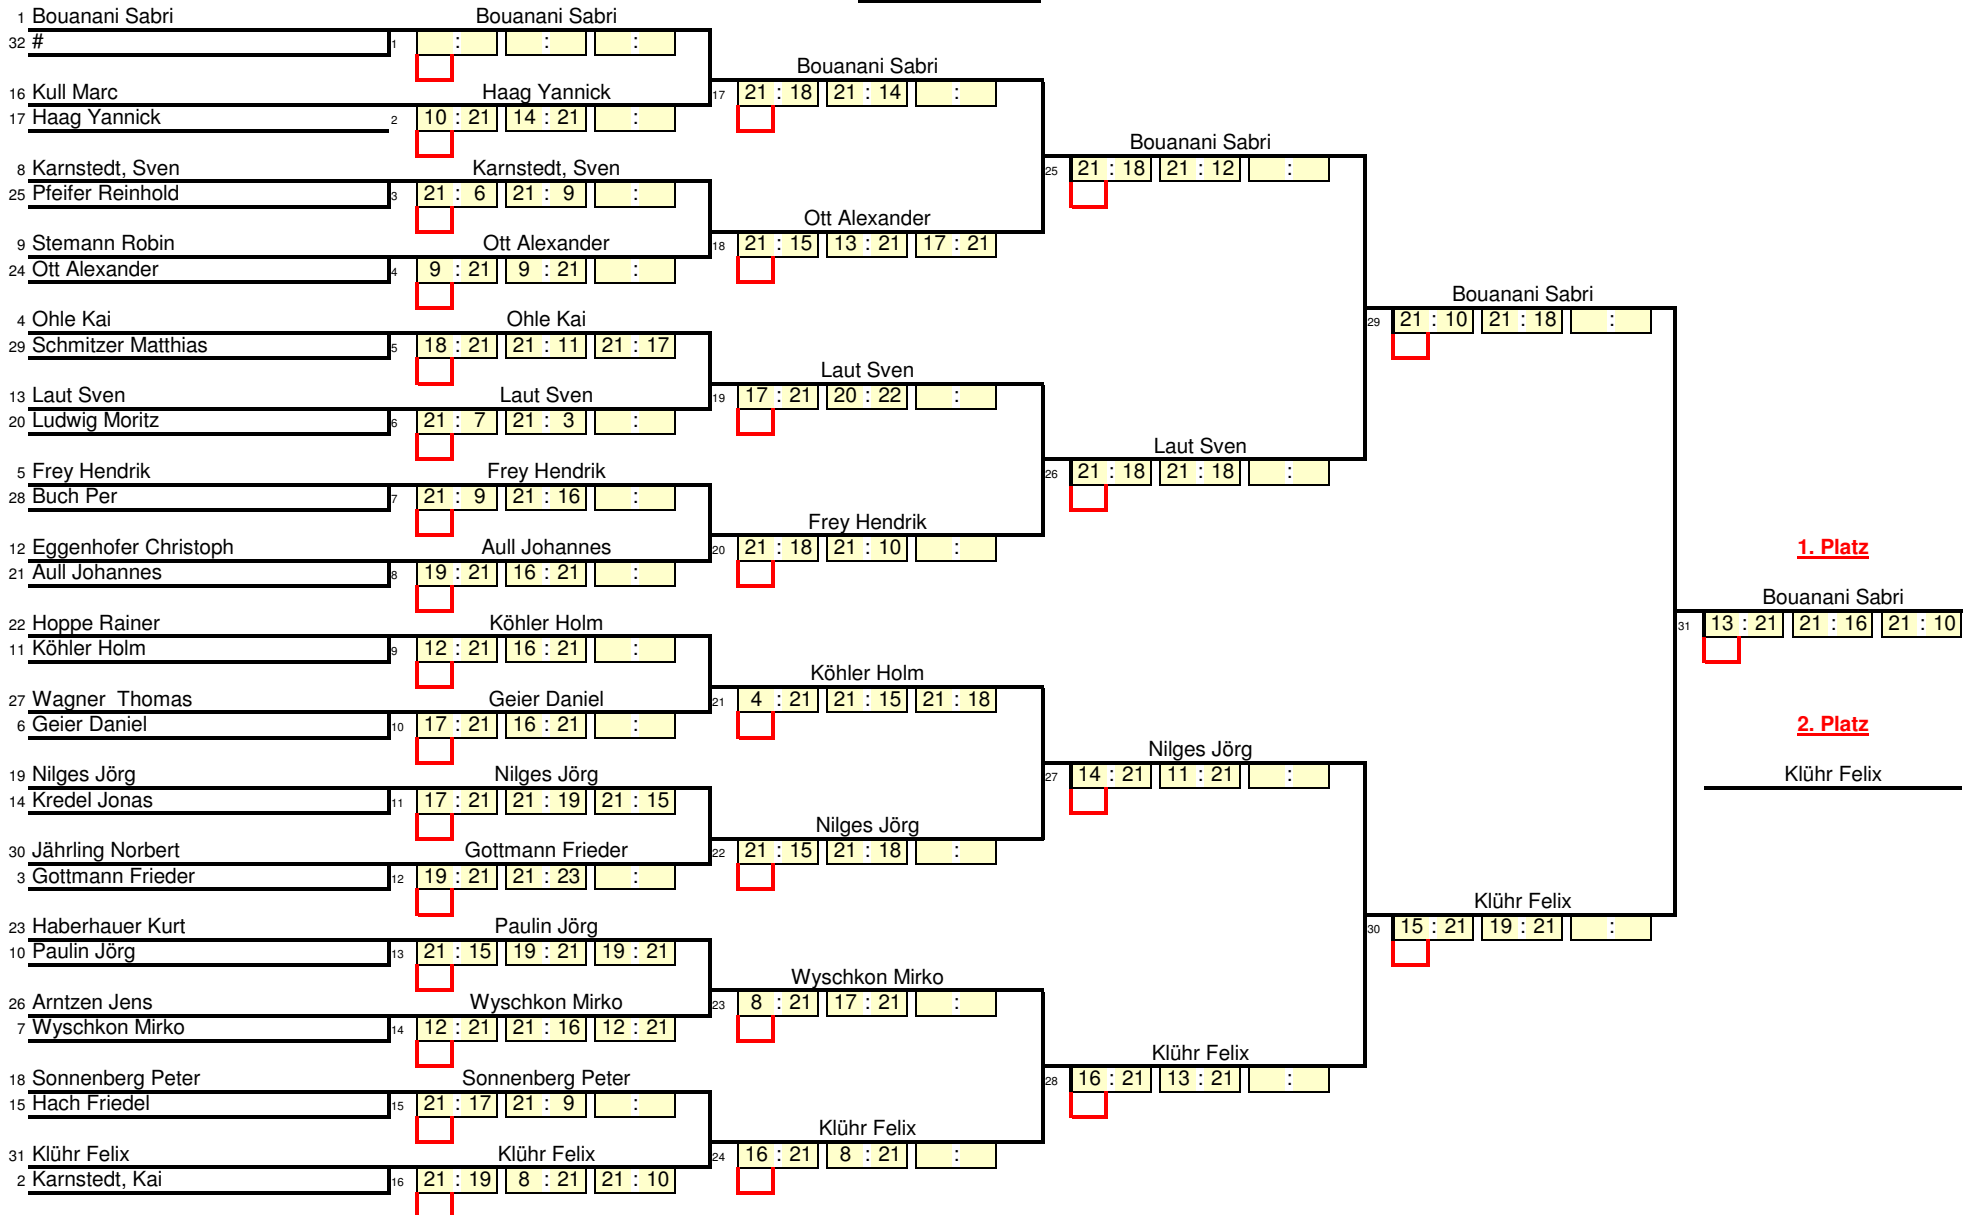 1 Bouanani Sabri Bouanani Sabri
32 # 1 : : :
Bouanani Sabri
16 Kull Marc Haag Yannick 17 21 : 18 21 : 14 :
17 Haag Yannick 2 10 : 21 14 : 21 :
Bouanani Sabri
8 Karnstedt, Sven Karnstedt, Sven 25 21 : 18 21 : 12 :
25 Pfeifer Reinhold 3 21 : 6 21 : 9 :
Ott Alexander
9 Stemann Robin Ott Alexander 18 21 : 15 13 : 21 17 : 21
24 Ott Alexander 4 9 : 21 9 : 21 :
Bouanani Sabri
4 Ohle Kai Ohle Kai 29 21 : 10 21 : 18 :
29 Schmitzer Matthias 5 18 : 21 21 : 11 21 : 17
Laut Sven
13 Laut Sven Laut Sven 19 17 : 21 20 : 22 :
20 Ludwig Moritz 6 21 : 7 21 : 3 :
Laut Sven
5 Frey Hendrik Frey Hendrik 26 21 : 18 21 : 18 :
28 Buch Per 7 21 : 9 21 : 16 :
Frey Hendrik
12 Eggenhofer Christoph Aull Johannes 20 21 : 18 21 : 10 : 1. Platz
21 Aull Johannes 8 19 : 21 16 : 21 :
Bouanani Sabri
22 Hoppe Rainer Köhler Holm 31 13 : 21 21 : 16 21 : 10
11 Köhler Holm 9 12 : 21 16 : 21 :
Köhler Holm
27 Wagner Thomas Geier Daniel 21 4 : 21 21 : 15 21 : 18
6 Geier Daniel 10 17 : 21 16 : 21 : 2. Platz
Nilges Jörg
19 Nilges Jörg Nilges Jörg 27 14 : 21 11 : 21 : Klühr Felix
14 Kredel Jonas 11 17 : 21 21 : 19 21 : 15
Nilges Jörg
30 Jährling Norbert Gottmann Frieder 22 21 : 15 21 : 18 :
3 Gottmann Frieder 12 19 : 21 21 : 23 :
Klühr Felix
23 Haberhauer Kurt Paulin Jörg 30 15 : 21 19 : 21 :
10 Paulin Jörg 13 21 : 15 19 : 21 19 : 21
Wyschkon Mirko
26 Arntzen Jens Wyschkon Mirko 23 8 : 21 17 : 21 :
7 Wyschkon Mirko 14 12 : 21 21 : 16 12 : 21
Klühr Felix
18 Sonnenberg Peter Sonnenberg Peter 28 16 : 21 13 : 21 :
15 Hach Friedel 15 21 : 17 21 : 9 :
Klühr Felix
31 Klühr Felix Klühr Felix 24 16 : 21 8 : 21 :
2 Karnstedt, Kai 16 21 : 19 8 : 21 21 : 10